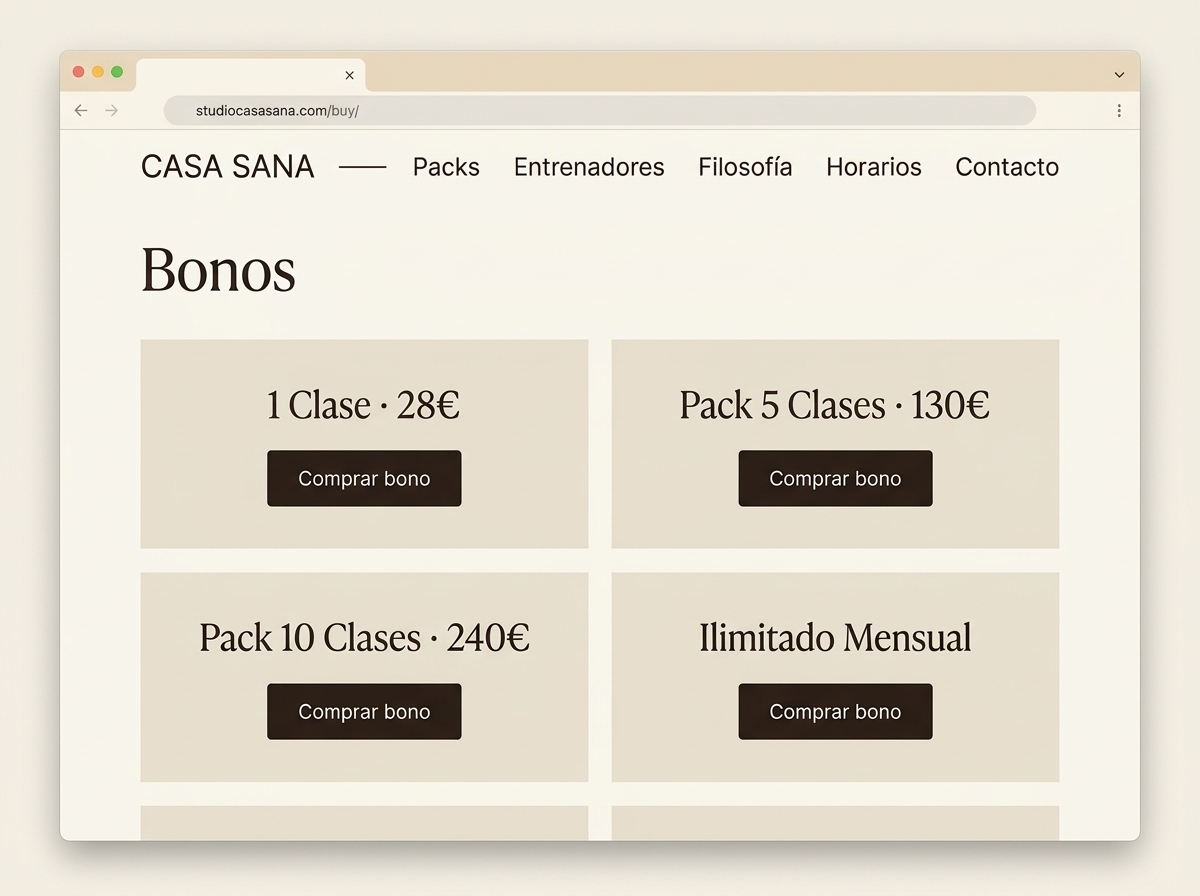 studiocasasana.com/buy/
CASA SANA Packs Entrenadores Filosofía Horarios Contacto
Bonos
1 Clase · 28€
Comprar bono
Pack 5 Clases · 130€
Comprar bono
Pack 10 Clases · 240€
Comprar bono
Ilimitado Mensual
Comprar bono